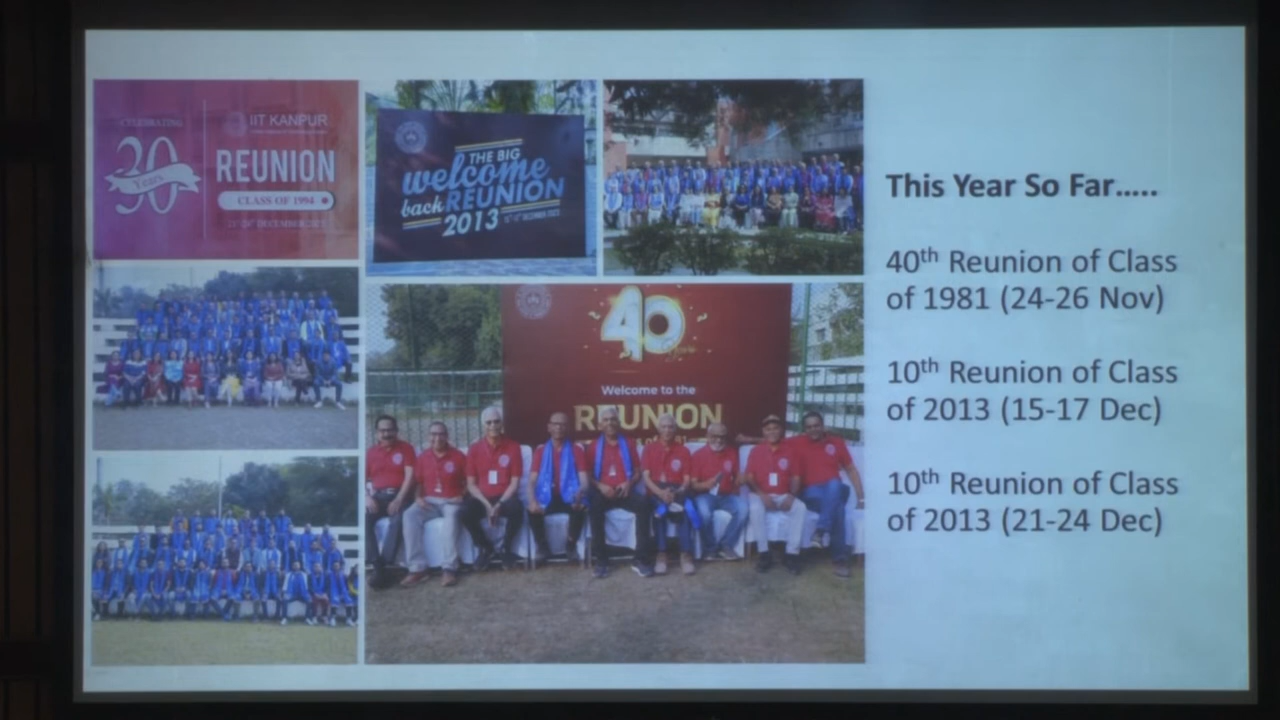 CELEBRATING
30
Years
IIT KANPUR
REUNION
CLASS OF 1994
THE BIG
welcome
back REUNION
2013
40
Welcome to the
REUNION
This Year So Far.....
40th Reunion of Class
of 1981 (24-26 Nov)
10th Reunion of Class
of 2013 (15-17 Dec)
10th Reunion of Class
of 2013 (21-24 Dec)